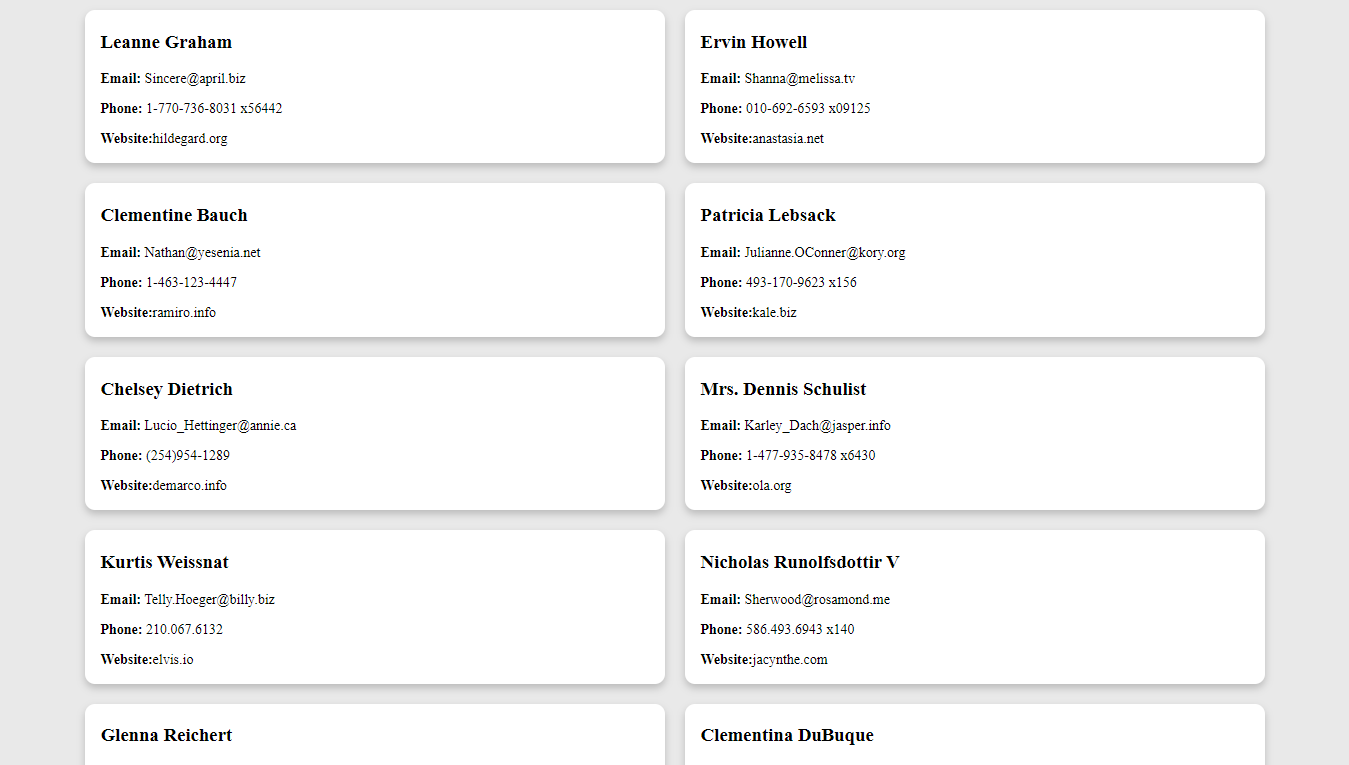 Leanne Graham
Email: Sincere@april.biz
Phone: 1-770-736-8031 x56442
Website:hildegard.org
Ervin Howell
Email: Shanna@melissa.tv
Phone: 010-692-6593 x09125
Website:anastasia.net
Clementine Bauch
Email: Nathan@yesenia.net
Phone: 1-463-123-4447
Website:ramiro.info
Patricia Lebsack
Email: Julianne.OConner@kory.org
Phone: 493-170-9623 x156
Website:kale.biz
Chelsey Dietrich
Email: Lucio_Hettinger@annie.ca
Phone: (254)954-1289
Website:demarco.info
Mrs. Dennis Schulist
Email: Karley_Dach@jasper.info
Phone: 1-477-935-8478 x6430
Website:ola.org
Kurtis Weissnat
Email: Telly.Hoeger@billy.biz
Phone: 210.067.6132
Website:elvis.io
Nicholas Runolfsdottir V
Email: Sherwood@rosamond.me
Phone: 586.493.6943 x140
Website:jacynthe.com
Glenna Reichert
Clementina DuBuque